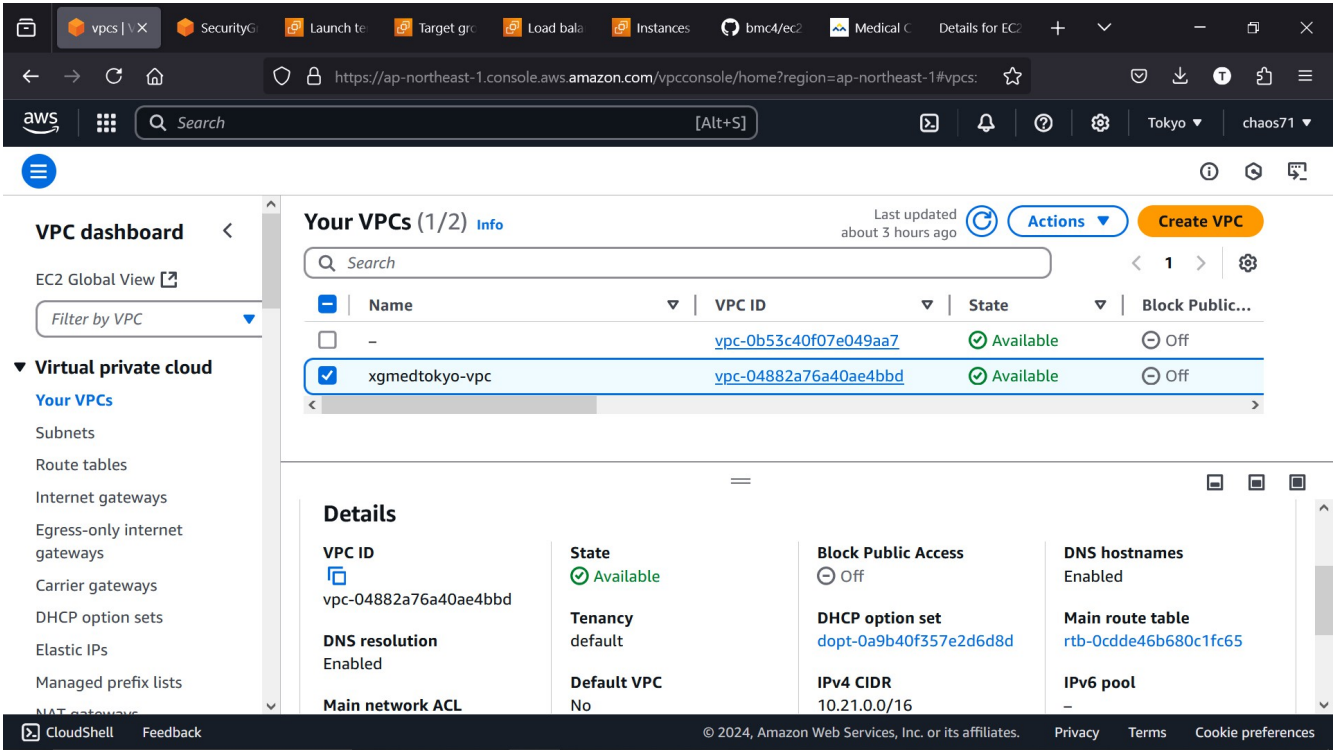 vpcs | V
SecurityG
Launch te
Target gro
Load bala
Instances
bmc4/ec2
Medical C
Details for EC2
https://ap-northeast-1.console.aws.amazon.com/vpcconsole/home?region=ap-northeast-1#vpcs:
T
aws
Search
[Alt+S]
Tokyo ▼
chaos71 ▼
VPC dashboard
EC2 Global View
Filter by VPC
Virtual private cloud
Your VPCs
Subnets
Route tables
Internet gateways
Egress-only internet
gateways
Carrier gateways
DHCP option sets
Elastic IPs
Managed prefix lists
NAT gateways
Your VPCs (1/2) Info
Last updated
about 3 hours ago
Actions ▼
Create VPC
Search
1
Name
VPC ID
State
Block Public...
– vpc-0b53c40f07e049aa7 Available Off
xgmedtokyo-vpc vpc-04882a76a40ae4bbd Available Off
Details
VPC ID
vpc-04882a76a40ae4bbd
DNS resolution
Enabled
Main network ACL
State
Available
Tenancy
default
Default VPC
No
Block Public Access
Off
DHCP option set
dopt-0a9b40f357e2d6d8d
IPv4 CIDR
10.21.0.0/16
DNS hostnames
Enabled
Main route table
rtb-0cdde46b680c1fc65
IPv6 pool
–
CloudShell
Feedback
© 2024, Amazon Web Services, Inc. or its affiliates.
Privacy
Terms
Cookie preferences